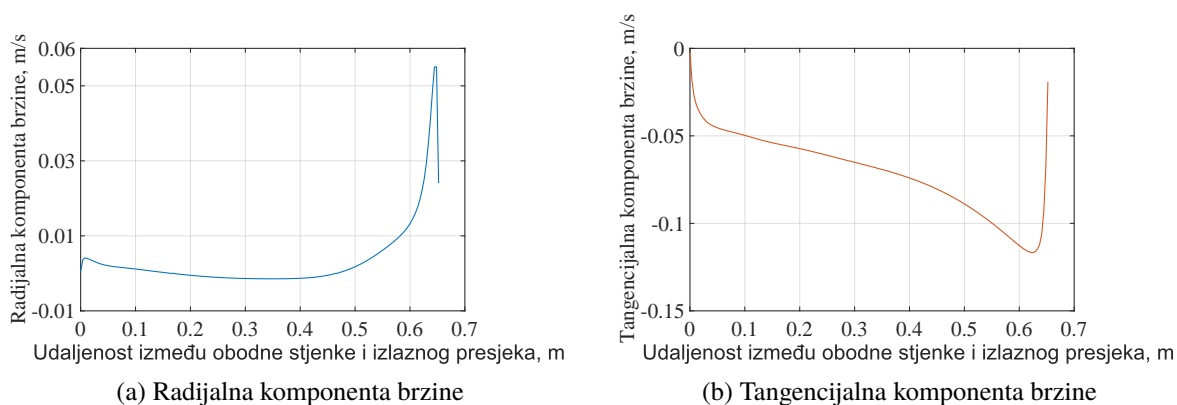 Radijalna komponenta brzine, m/s
0.06
0.05
0.03
0.01
-0.01
0 0.1 0.2 0.3 0.4 0.5 0.6 0.7
Udaljenost između obodne stjenke i izlaznog presjeka, m
(a) Radijalna komponenta brzine
Tangencijalna komponenta brzine, m/s
0
-0.05
-0.1
-0.15
0 0.1 0.2 0.3 0.4 0.5 0.6 0.7
Udaljenost između obodne stjenke i izlaznog presjeka, m
(b) Tangencijalna komponenta brzine